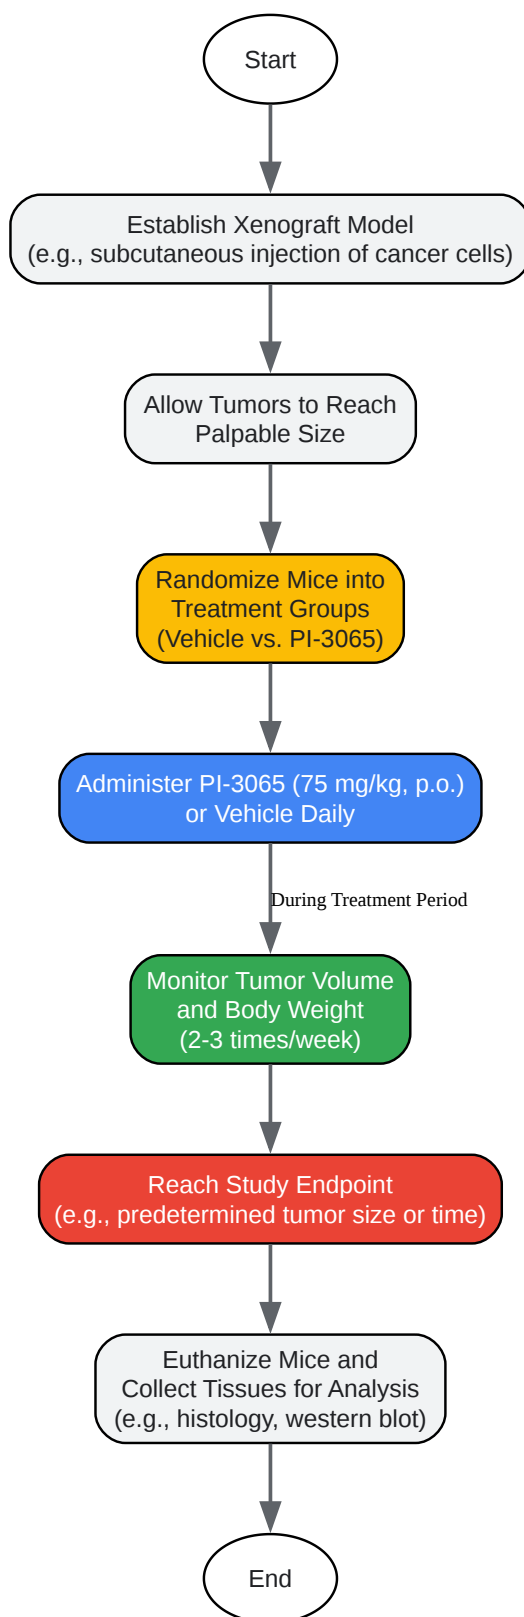 Start
Establish Xenograft Model
(e.g., subcutaneous injection of cancer cells)
Allow Tumors to Reach
Palpable Size
Randomize Mice into
Treatment Groups
(Vehicle vs. PI-3065)
Administer PI-3065 (75 mg/kg, p.o.)
or Vehicle Daily
During Treatment Period
Monitor Tumor Volume
and Body Weight
(2-3 times/week)
Reach Study Endpoint
(e.g., predetermined tumor size or time)
Euthanize Mice and
Collect Tissues for Analysis
(e.g., histology, western blot)
End